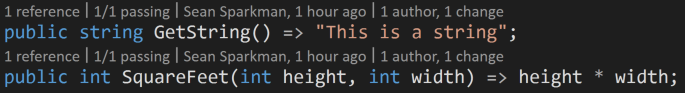 1 reference | 1/1 passing | Sean Sparkman, 1 hour ago | 1 author, 1 change
public string GetString() => "This is a string";
1 reference | 1/1 passing | Sean Sparkman, 1 hour ago | 1 author, 1 change
public int SquareFeet(int height, int width) => height * width;